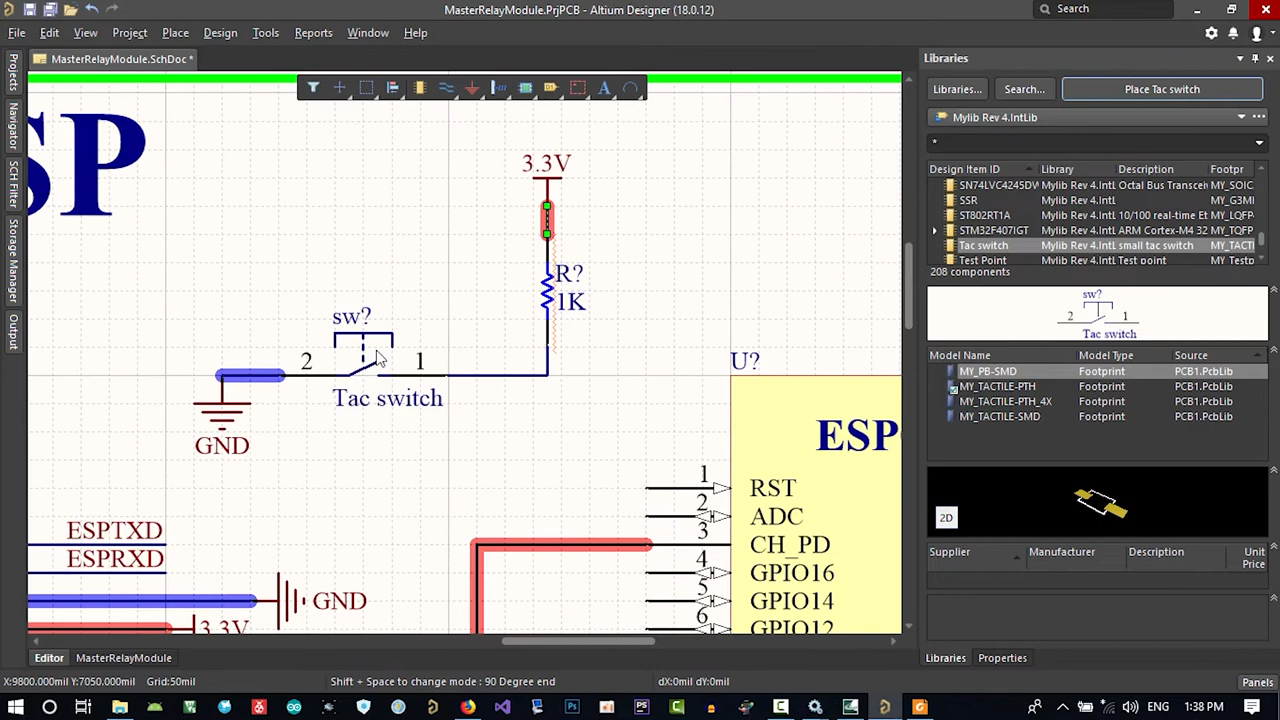 MasterRelayModule.PrjPCB - Altium Designer (18.0.12)
Search
File Edit View Project Place Design Tools Reports Window Help
MasterRelayModule.SchDoc *
Projects
Navigator
SCH Filter
Storage Manager
Output
SP
3.3V
R?
1K
sw?
2 1
Tac switch
GND
U?
ESP
1 RST
2 ADC
3 CH_PD
4 GPIO16
5 GPIO14
6 GPIO12
ESPTXD
ESPRXD
GND
3.3V
Libraries
Libraries... Search... Place Tac switch
Mylib Rev 4.IntLib
*
Design Item ID Library Description Footpr
SN74LVC4245DW Mylib Rev 4.IntL Octal Bus Transcei MY_SOIC
SSR Mylib Rev 4.IntL MY_G3M
STE02RT1A Mylib Rev 4.IntL 10/100 real-time Et MY_LQFP
STM32F407IGT Mylib Rev 4.IntL ARM Cortex-M4 32 MY_TQFP
Tac switch Mylib Rev 4.IntL small tac switch MY_TACTI
Test Point Mylib Rev 4.IntL Test point MY_Testp
208 components
sw?
2 1
Tac switch
Model Name Model Type Source
MY_PB-SMD Footprint PCB1.PcbLib
MY_TACTILE-PTH Footprint PCB1.PcbLib
MY_TACTILE-PTH_4X Footprint PCB1.PcbLib
MY_TACTILE-SMD Footprint PCB1.PcbLib
2D
Supplier Manufacturer Description Unit Price
Editor MasterRelayModule
Libraries Properties
X:9800.000mil Y:7050.000mil Grid:50mil Shift + Space to change mode : 90 Degree end dX:0mil dY:0mil Panels
ENG 1:38 PM